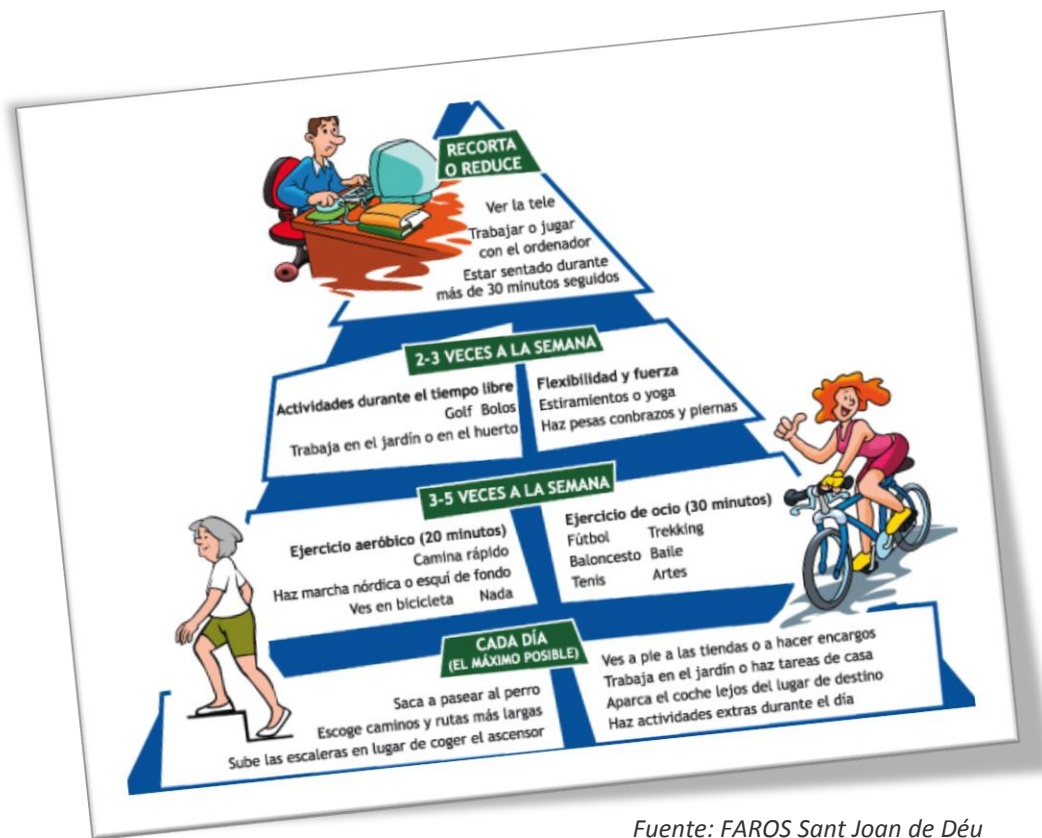 RECORTA
O REDUCE
Ver la tele
Trabajar o jugar
con el ordenador
Estar sentado durante
más de 30 minutos seguidos
2-3 VECES A LA SEMANA
Actividades durante el tiempo libre
Golf Bolos
Trabaja en el jardín o en el huerto
Flexibilidad y fuerza
Estiramientos o yoga
Haz pesas conbrazos y piernas
3-5 VECES A LA SEMANA
Ejercicio aeróbico (20 minutos)
Camina rápido
Haz marcha nórdica o esquí de fondo
Ves en bicicleta Nada
Ejercicio de ocio (30 minutos)
Fútbol Trekking
Baloncesto Baile
Tenis Artes
CADA DÍA
(EL MÁXIMO POSIBLE)
Saca a pasear al perro
Escoge caminos y rutas más largas
Sube las escaleras en lugar de coger el ascensor
Ves a pie a las tiendas o a hacer encargos
Trabaja en el jardín o haz tareas de casa
Aparca el coche lejos del lugar de destino
Haz actividades extras durante el día
Fuente: FAROS Sant Joan de Déu